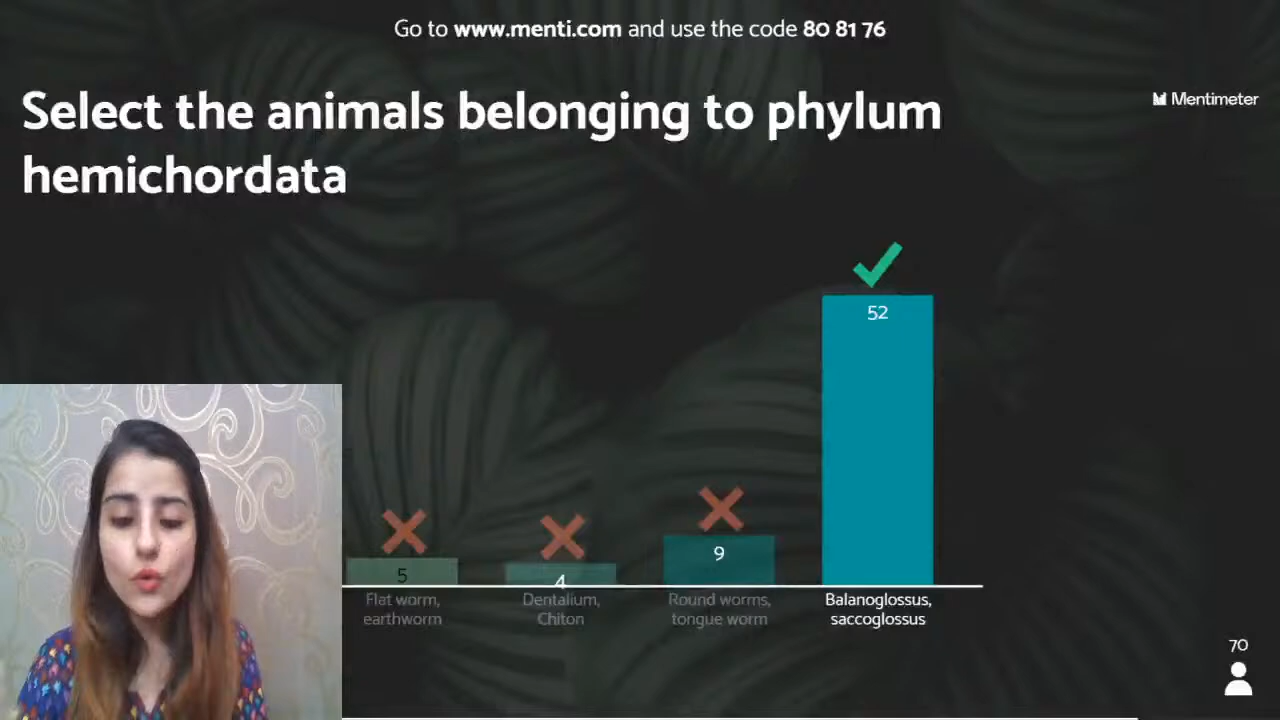 Go to www.menti.com and use the code 80 81 76
Select the animals belonging to phylum
hemichordata
Mentimeter
52
5
4
9
Flat worm,
earthworm
Dentalium,
Chiton
Round worms,
tongue worm
Balanoglossus,
saccoglossus
70